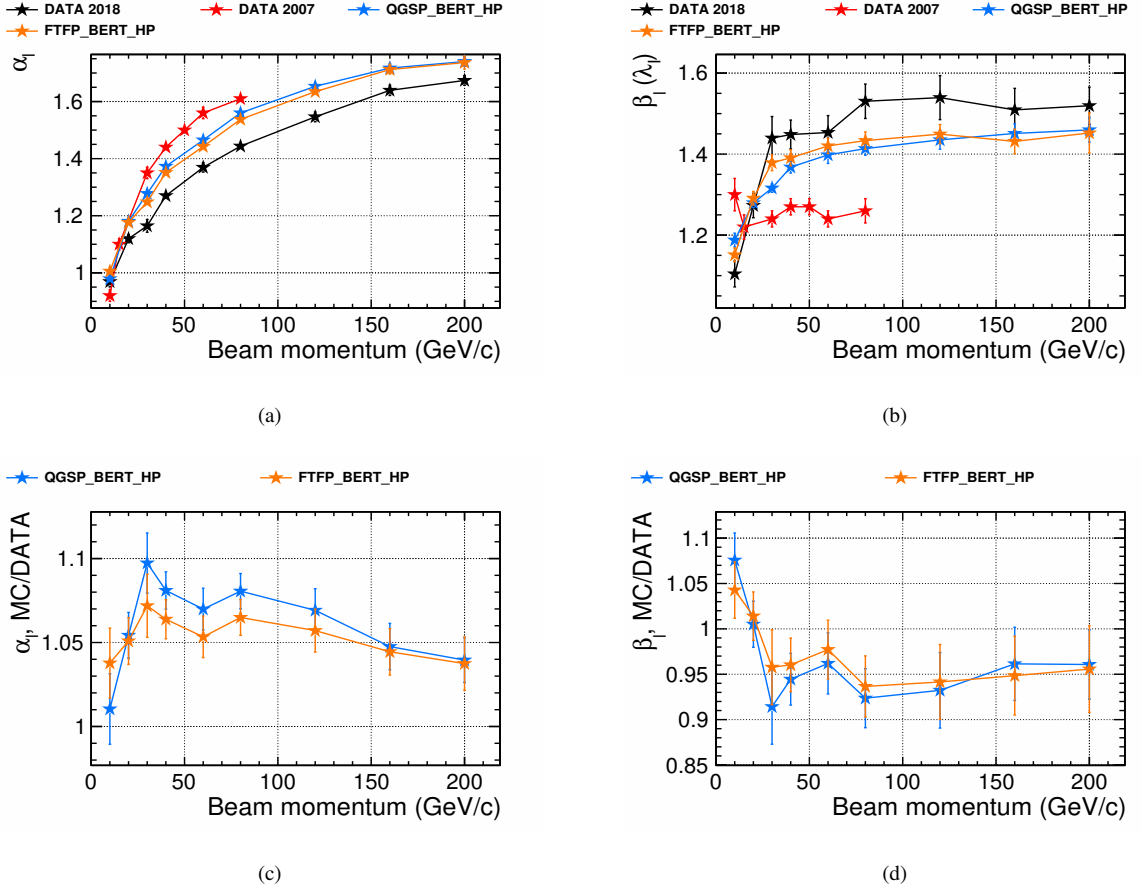 DATA 2018 DATA 2007 QGSP_BERT_HP
FTFP_BERT_HP
α_l
1.6
1.4
1.2
1
0 50 100 150 200
Beam momentum (GeV/c)
(a)
DATA 2018 DATA 2007 QGSP_BERT_HP
FTFP_BERT_HP
β_l (λ_I)
1.6
1.4
1.2
0 50 100 150 200
Beam momentum (GeV/c)
(b)
QGSP_BERT_HP FTFP_BERT_HP
α_l, MC/DATA
1.1
1.05
1
0 50 100 150 200
Beam momentum (GeV/c)
(c)
QGSP_BERT_HP FTFP_BERT_HP
β_l, MC/DATA
1.1
1.05
1
0.95
0.9
0.85
0 50 100 150 200
Beam momentum (GeV/c)
(d)